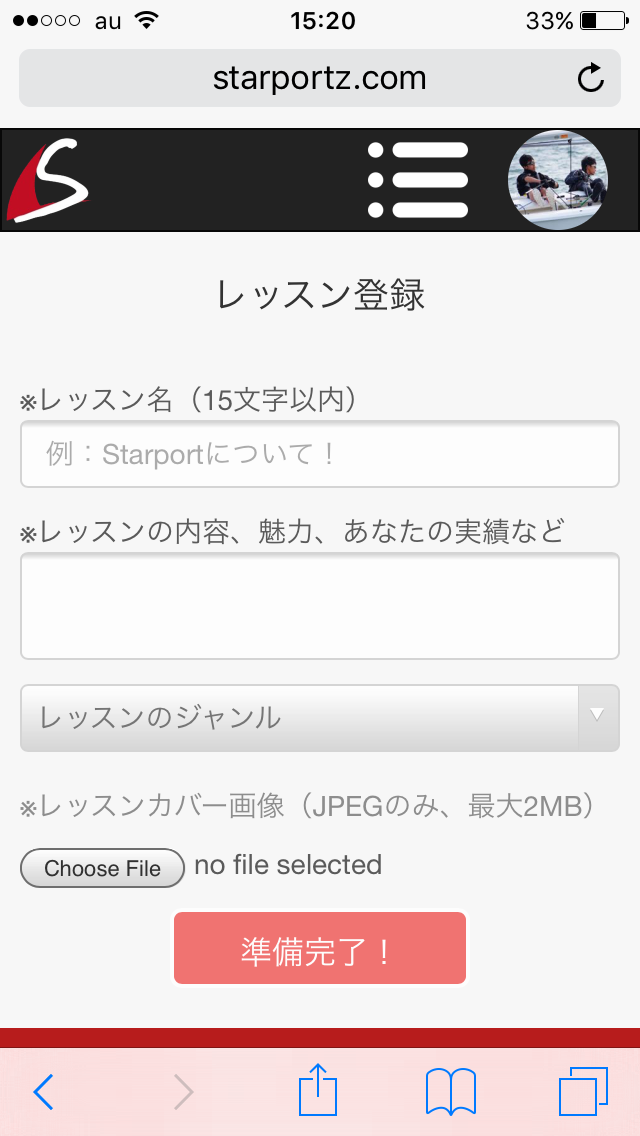 au 15:20 33%
starportz.com
S
レッスン登録
※レッスン名（15文字以内）
例：Starportについて！
※レッスンの内容、魅力、あなたの実績など
レッスンのジャンル
※レッスンカバー画像（JPEGのみ、最大2MB）
Choose File no file selected
準備完了！